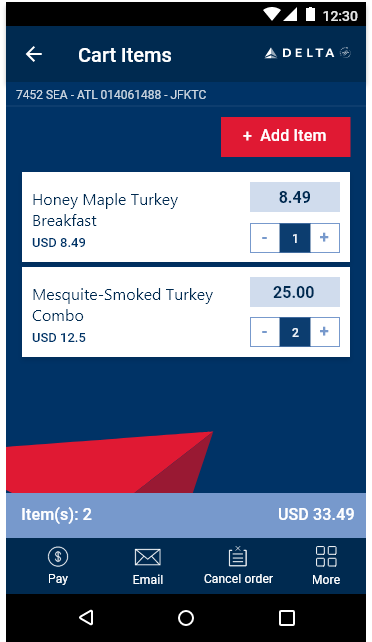 12:30
Cart Items
DELTA
7452 SEA - ATL 014061488 - JFKTC
+ Add Item
Honey Maple Turkey
Breakfast
USD 8.49
8.49
- 1 +
Mesquite-Smoked Turkey
Combo
USD 12.5
25.00
- 2 +
Item(s): 2
USD 33.49
$
Pay
Email
Cancel order
More